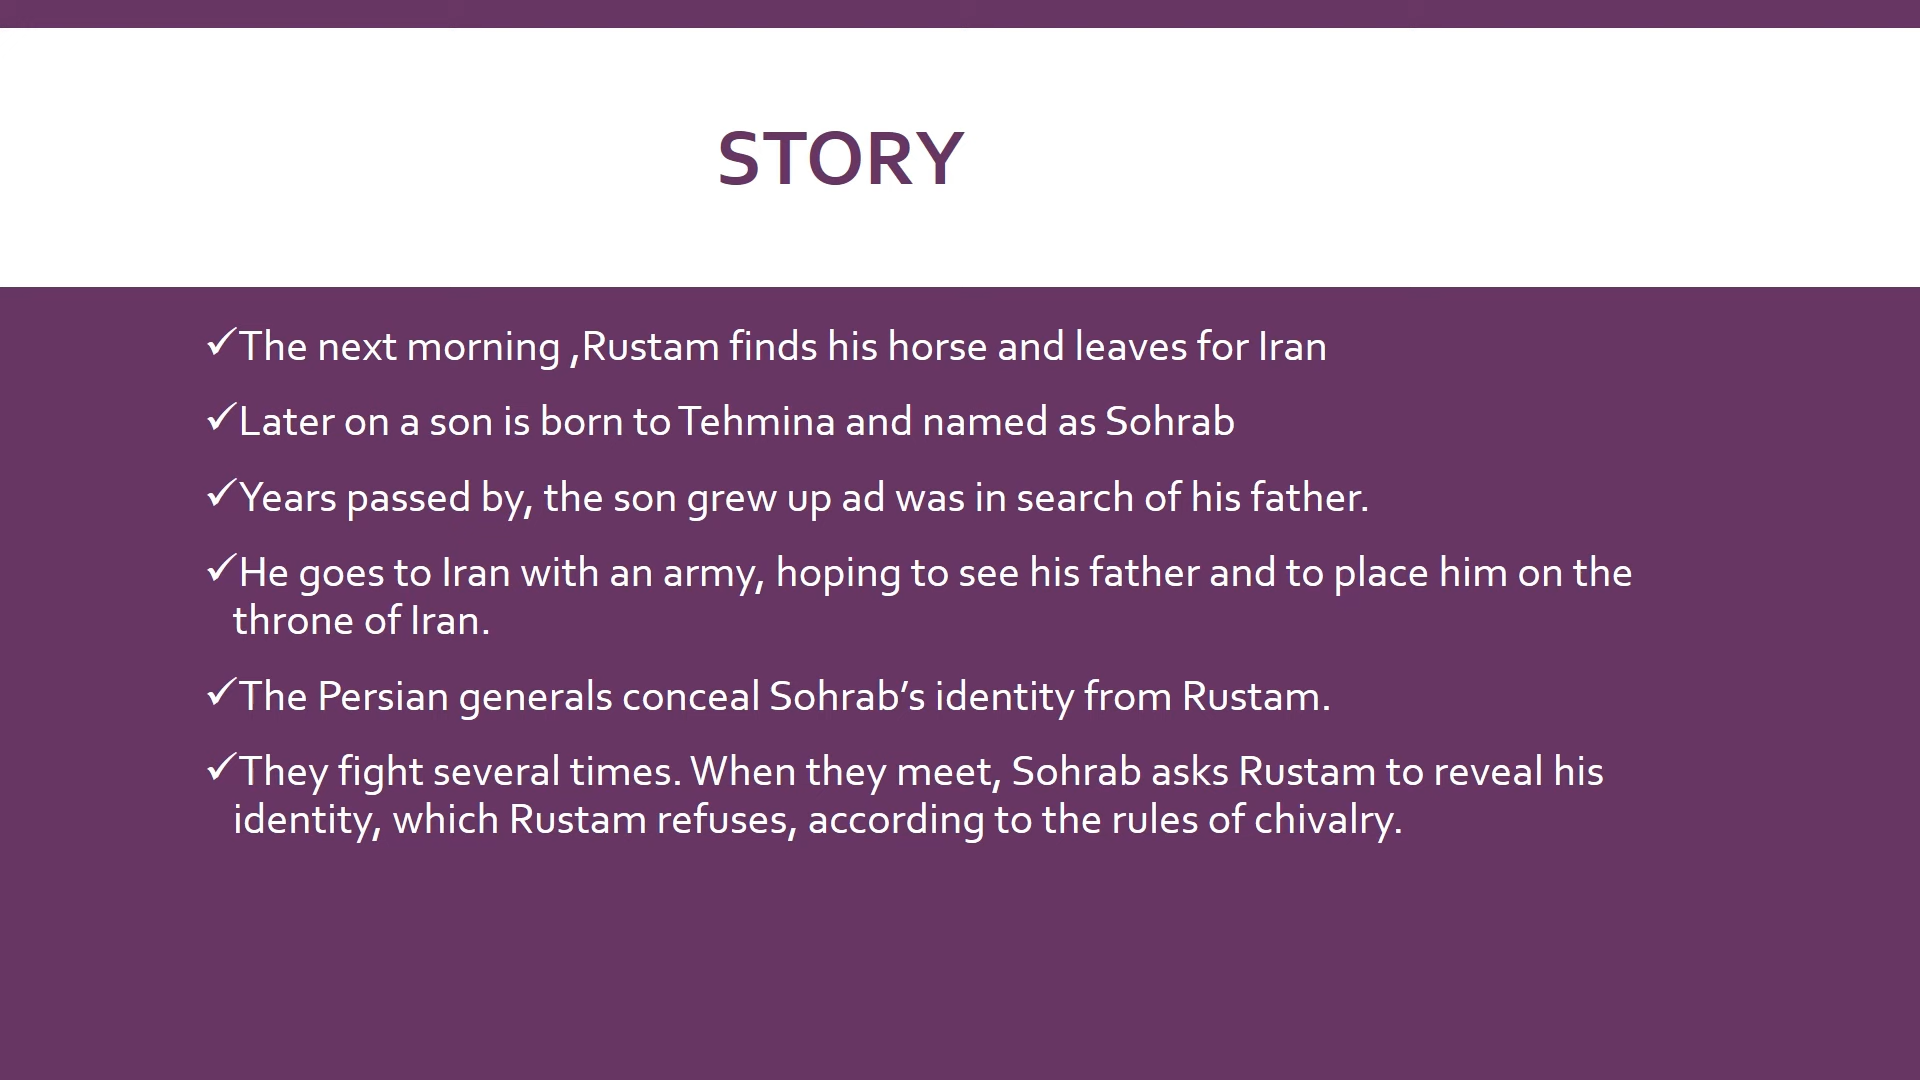 STORY
✓The next morning ,Rustam finds his horse and leaves for Iran
✓Later on a son is born to Tehmina and named as Sohrab
✓Years passed by, the son grew up ad was in search of his father.
✓He goes to Iran with an army, hoping to see his father and to place him on the
throne of Iran.
✓The Persian generals conceal Sohrab’s identity from Rustam.
✓They fight several times. When they meet, Sohrab asks Rustam to reveal his
identity, which Rustam refuses, according to the rules of chivalry.